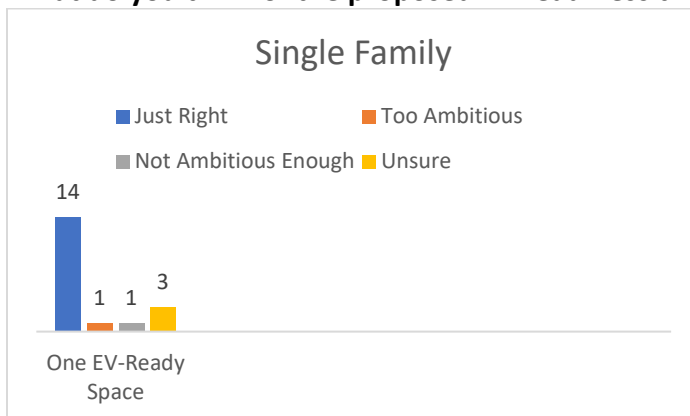 Single Family
Just Right
Too Ambitious
Not Ambitious Enough
Unsure
14
1
1
3
One EV-Ready
Space